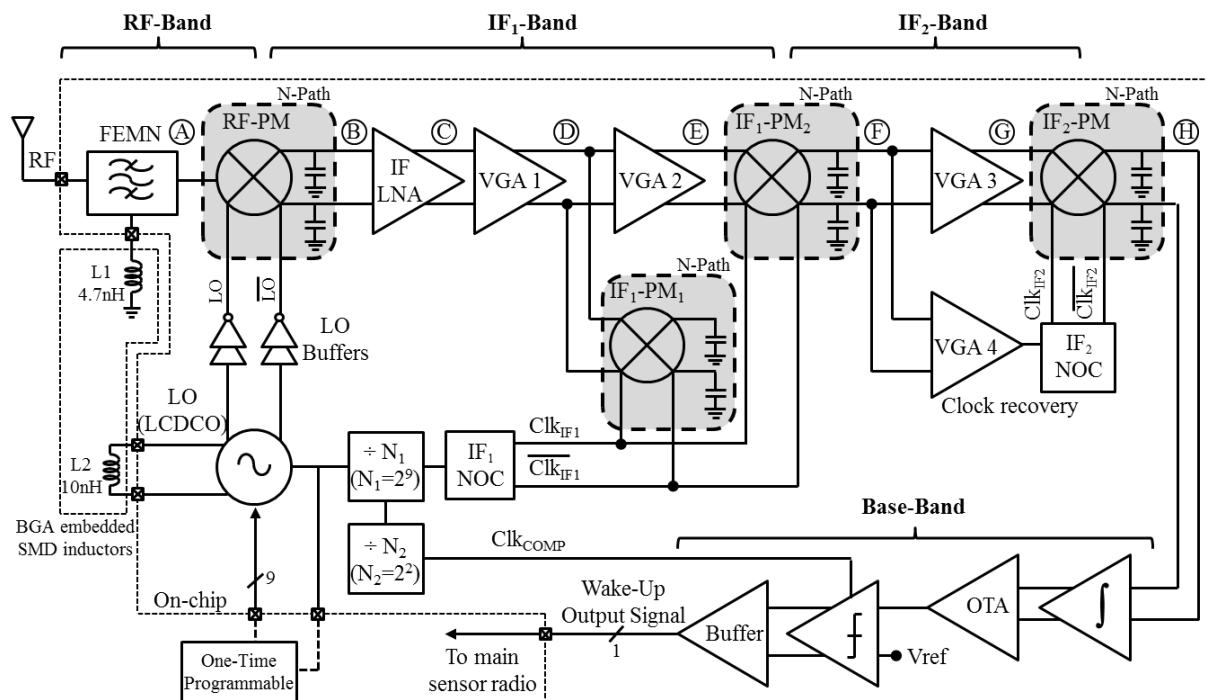 RF-Band
IF1-Band
IF2-Band
N-Path
N-Path
N-Path
FEMN
A
RF-PM
B
C
D
E
IF1-PM2
F
G
IF2-PM
H
RF
IF
LNA
VGA 1
VGA 2
VGA 3
L1
4.7nH
LO
LO
LO
Buffers
N-Path
IF1-PM1
ClkIF2
ClkIF2
VGA 4
IF2
NOC
Clock recovery
LO
(LCDCO)
L2
10nH
÷ N1
(N1=2^9)
IF1
NOC
ClkIF1
ClkIF1
BGA embedded
SMD inductors
÷ N2
(N2=2^2)
ClkCOMP
Base-Band
9
On-chip
Wake-Up
Output Signal
1
Buffer
OTA
∫
Vref
One-Time
Programmable
To main
sensor radio